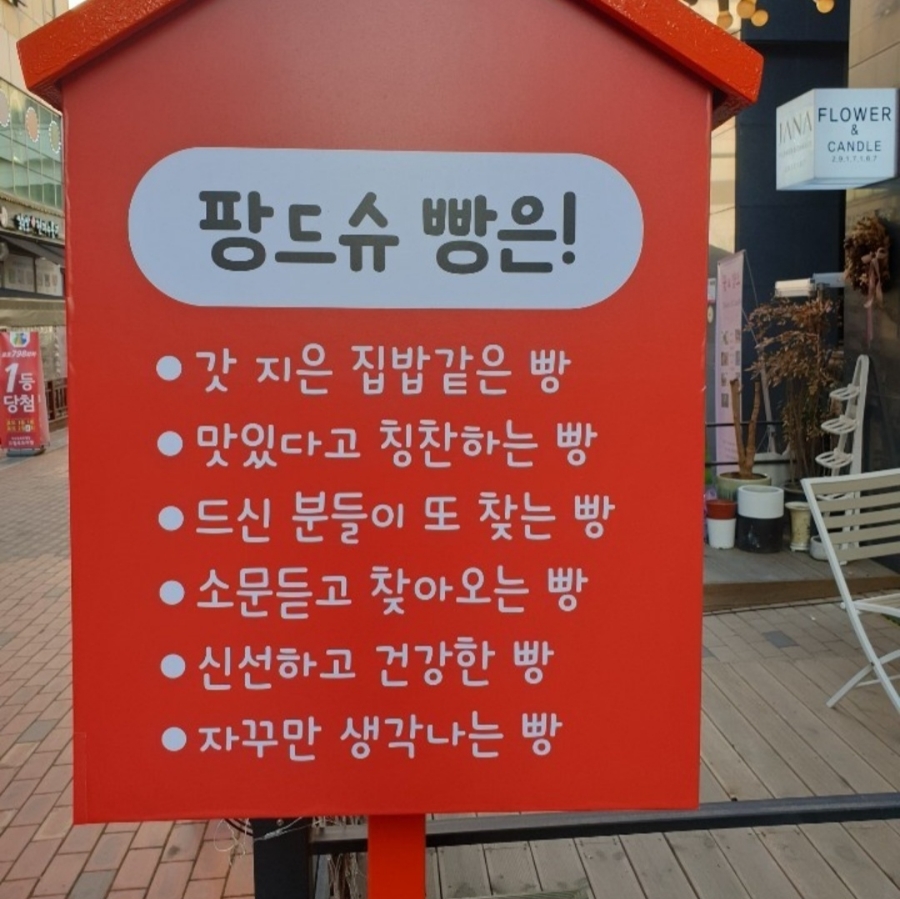 팡드슈 빵은!
갓 지은 집밥같은 빵
맛있다고 칭찬하는 빵
드신 분들이 또 찾는 빵
소문듣고 찾아오는 빵
신선하고 건강한 빵
자꾸만 생각나는 빵
JANA
FLOWER
&
CANDLE
1등
당첨